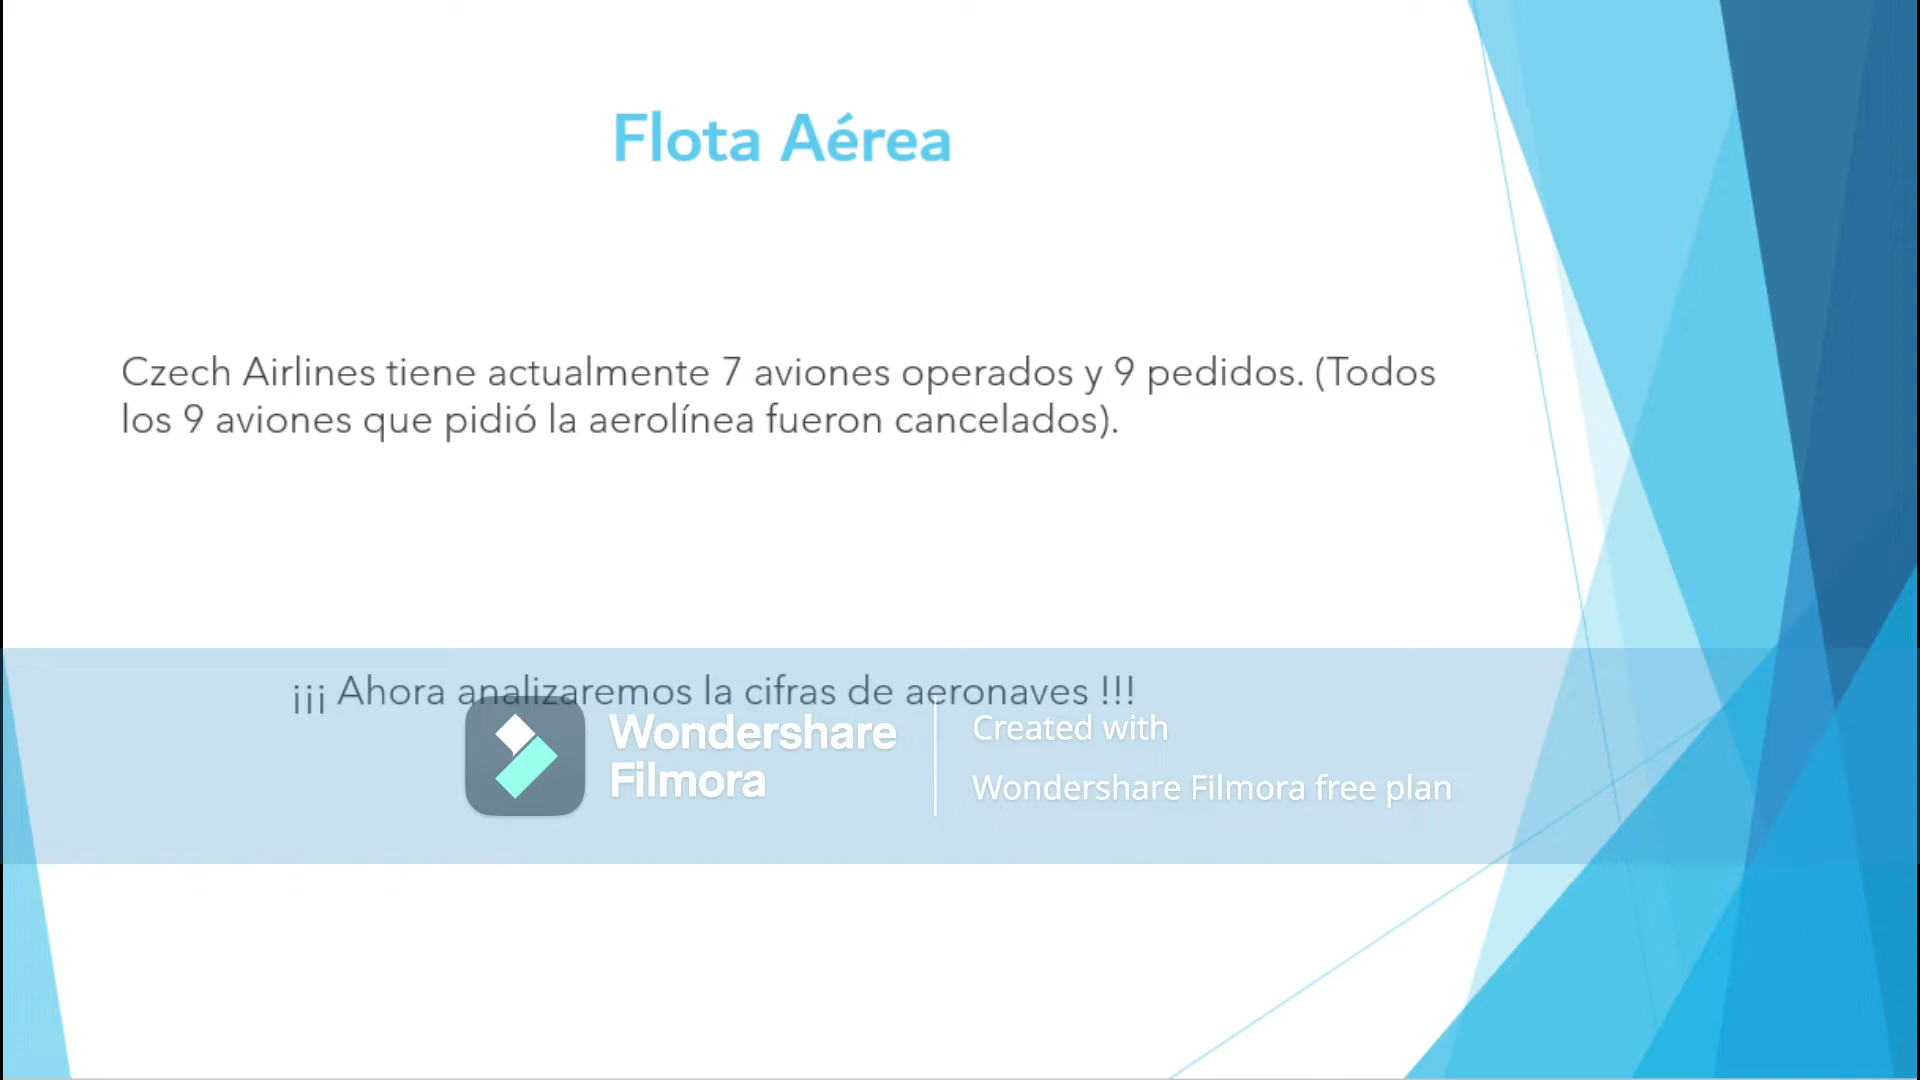 Flota Aérea
Czech Airlines tiene actualmente 7 aviones operados y 9 pedidos. (Todos
los 9 aviones que pidió la aerolínea fueron cancelados).
¡¡¡ Ahora analizaremos la cifras de aeronaves !!!
Wondershare
Filmora
Created with
Wondershare Filmora free plan